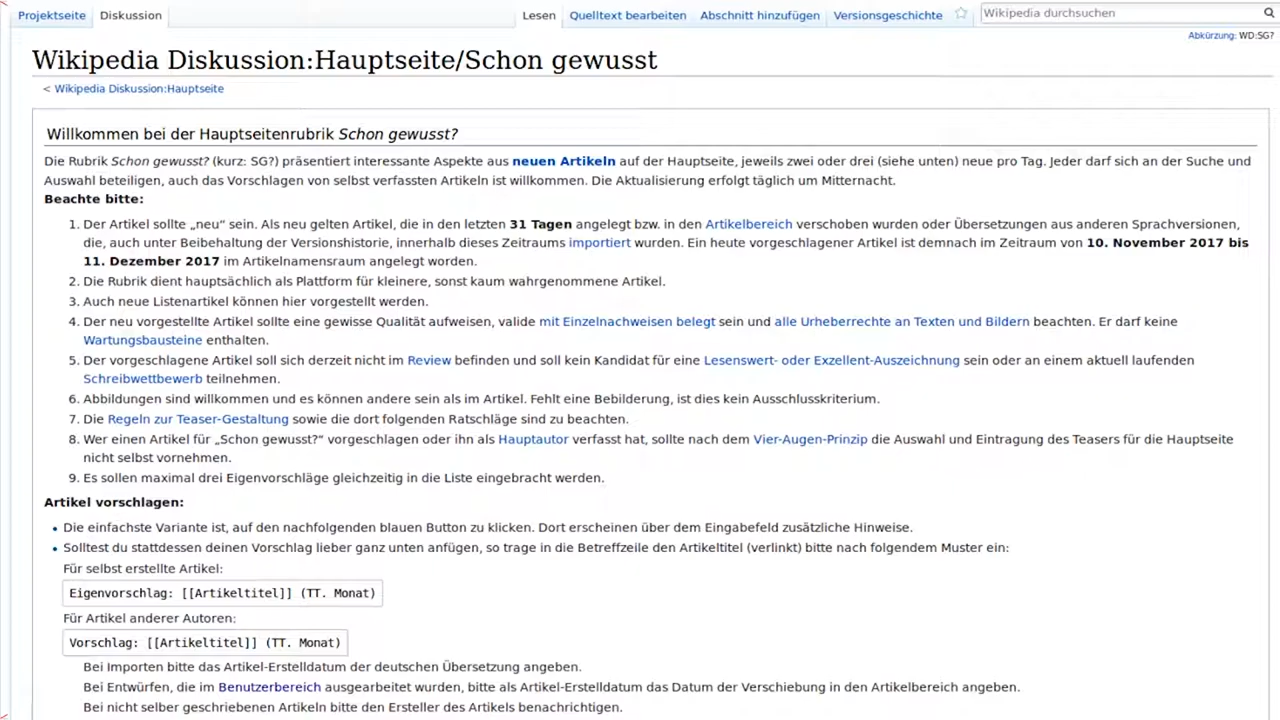 Projektseite Diskussion Lesen Quelltext bearbeiten Abschnitt hinzufügen Versionsgeschichte Wikipedia durchsuchen
Abkürzung: WD:SG?
Wikipedia Diskussion:Hauptseite/Schon gewusst
< Wikipedia Diskussion:Hauptseite
Willkommen bei der Hauptseitenrubrik Schon gewusst?
Die Rubrik Schon gewusst? (kurz: SG?) präsentiert interessante Aspekte aus neuen Artikeln auf der Hauptseite, jeweils zwei oder drei (siehe unten) neue pro Tag. Jeder darf sich an der Suche und
Auswahl beteiligen, auch das Vorschlagen von selbst verfassten Artikeln ist willkommen. Die Aktualisierung erfolgt täglich um Mitternacht.
Beachte bitte:
1. Der Artikel sollte „neu“ sein. Als neu gelten Artikel, die in den letzten 31 Tagen angelegt bzw. in den Artikelbereich verschoben wurden oder Übersetzungen aus anderen Sprachversionen,
die, auch unter Beibehaltung der Versionshistorie, innerhalb dieses Zeitraums importiert wurden. Ein heute vorgeschlagener Artikel ist demnach im Zeitraum von 10. November 2017 bis
11. Dezember 2017 im Artikelnamensraum angelegt worden.
2. Die Rubrik dient hauptsächlich als Plattform für kleinere, sonst kaum wahrgenommene Artikel.
3. Auch neue Listenartikel können hier vorgestellt werden.
4. Der neu vorgestellte Artikel sollte eine gewisse Qualität aufweisen, valide mit Einzelnachweisen belegt sein und alle Urheberrechte an Texten und Bildern beachten. Er darf keine
Wartungsbausteine enthalten.
5. Der vorgeschlagene Artikel soll sich derzeit nicht im Review befinden und soll kein Kandidat für eine Lesenswert- oder Exzellent-Auszeichnung sein oder an einem aktuell laufenden
Schreibwettbewerb teilnehmen.
6. Abbildungen sind willkommen und es können andere sein als im Artikel. Fehlt eine Bebilderung, ist dies kein Ausschlusskriterium.
7. Die Regeln zur Teaser-Gestaltung sowie die dort folgenden Ratschläge sind zu beachten.
8. Wer einen Artikel für „Schon gewusst?“ vorgeschlagen oder ihn als Hauptautor verfasst hat, sollte nach dem Vier-Augen-Prinzip die Auswahl und Eintragung des Teasers für die Hauptseite
nicht selbst vornehmen.
9. Es sollen maximal drei Eigenvorschläge gleichzeitig in die Liste eingebracht werden.
Artikel vorschlagen:
• Die einfachste Variante ist, auf den nachfolgenden blauen Button zu klicken. Dort erscheinen über dem Eingabefeld zusätzliche Hinweise.
• Solltest du stattdessen deinen Vorschlag lieber ganz unten anfügen, so trage in die Betreffzeile den Artikeltitel (verlinkt) bitte nach folgendem Muster ein:
Für selbst erstellte Artikel:
Eigenvorschlag: [[Artikeltitel]] (TT. Monat)
Für Artikel anderer Autoren:
Vorschlag: [[Artikeltitel]] (TT. Monat)
Bei Importen bitte das Artikel-Erstelldatum der deutschen Übersetzung angeben.
Bei Entwürfen, die im Benutzerbereich ausgearbeitet wurden, bitte als Artikel-Erstelldatum das Datum der Verschiebung in den Artikelbereich angeben.
Bei nicht selber geschriebenen Artikeln bitte den Ersteller des Artikels benachrichtigen.